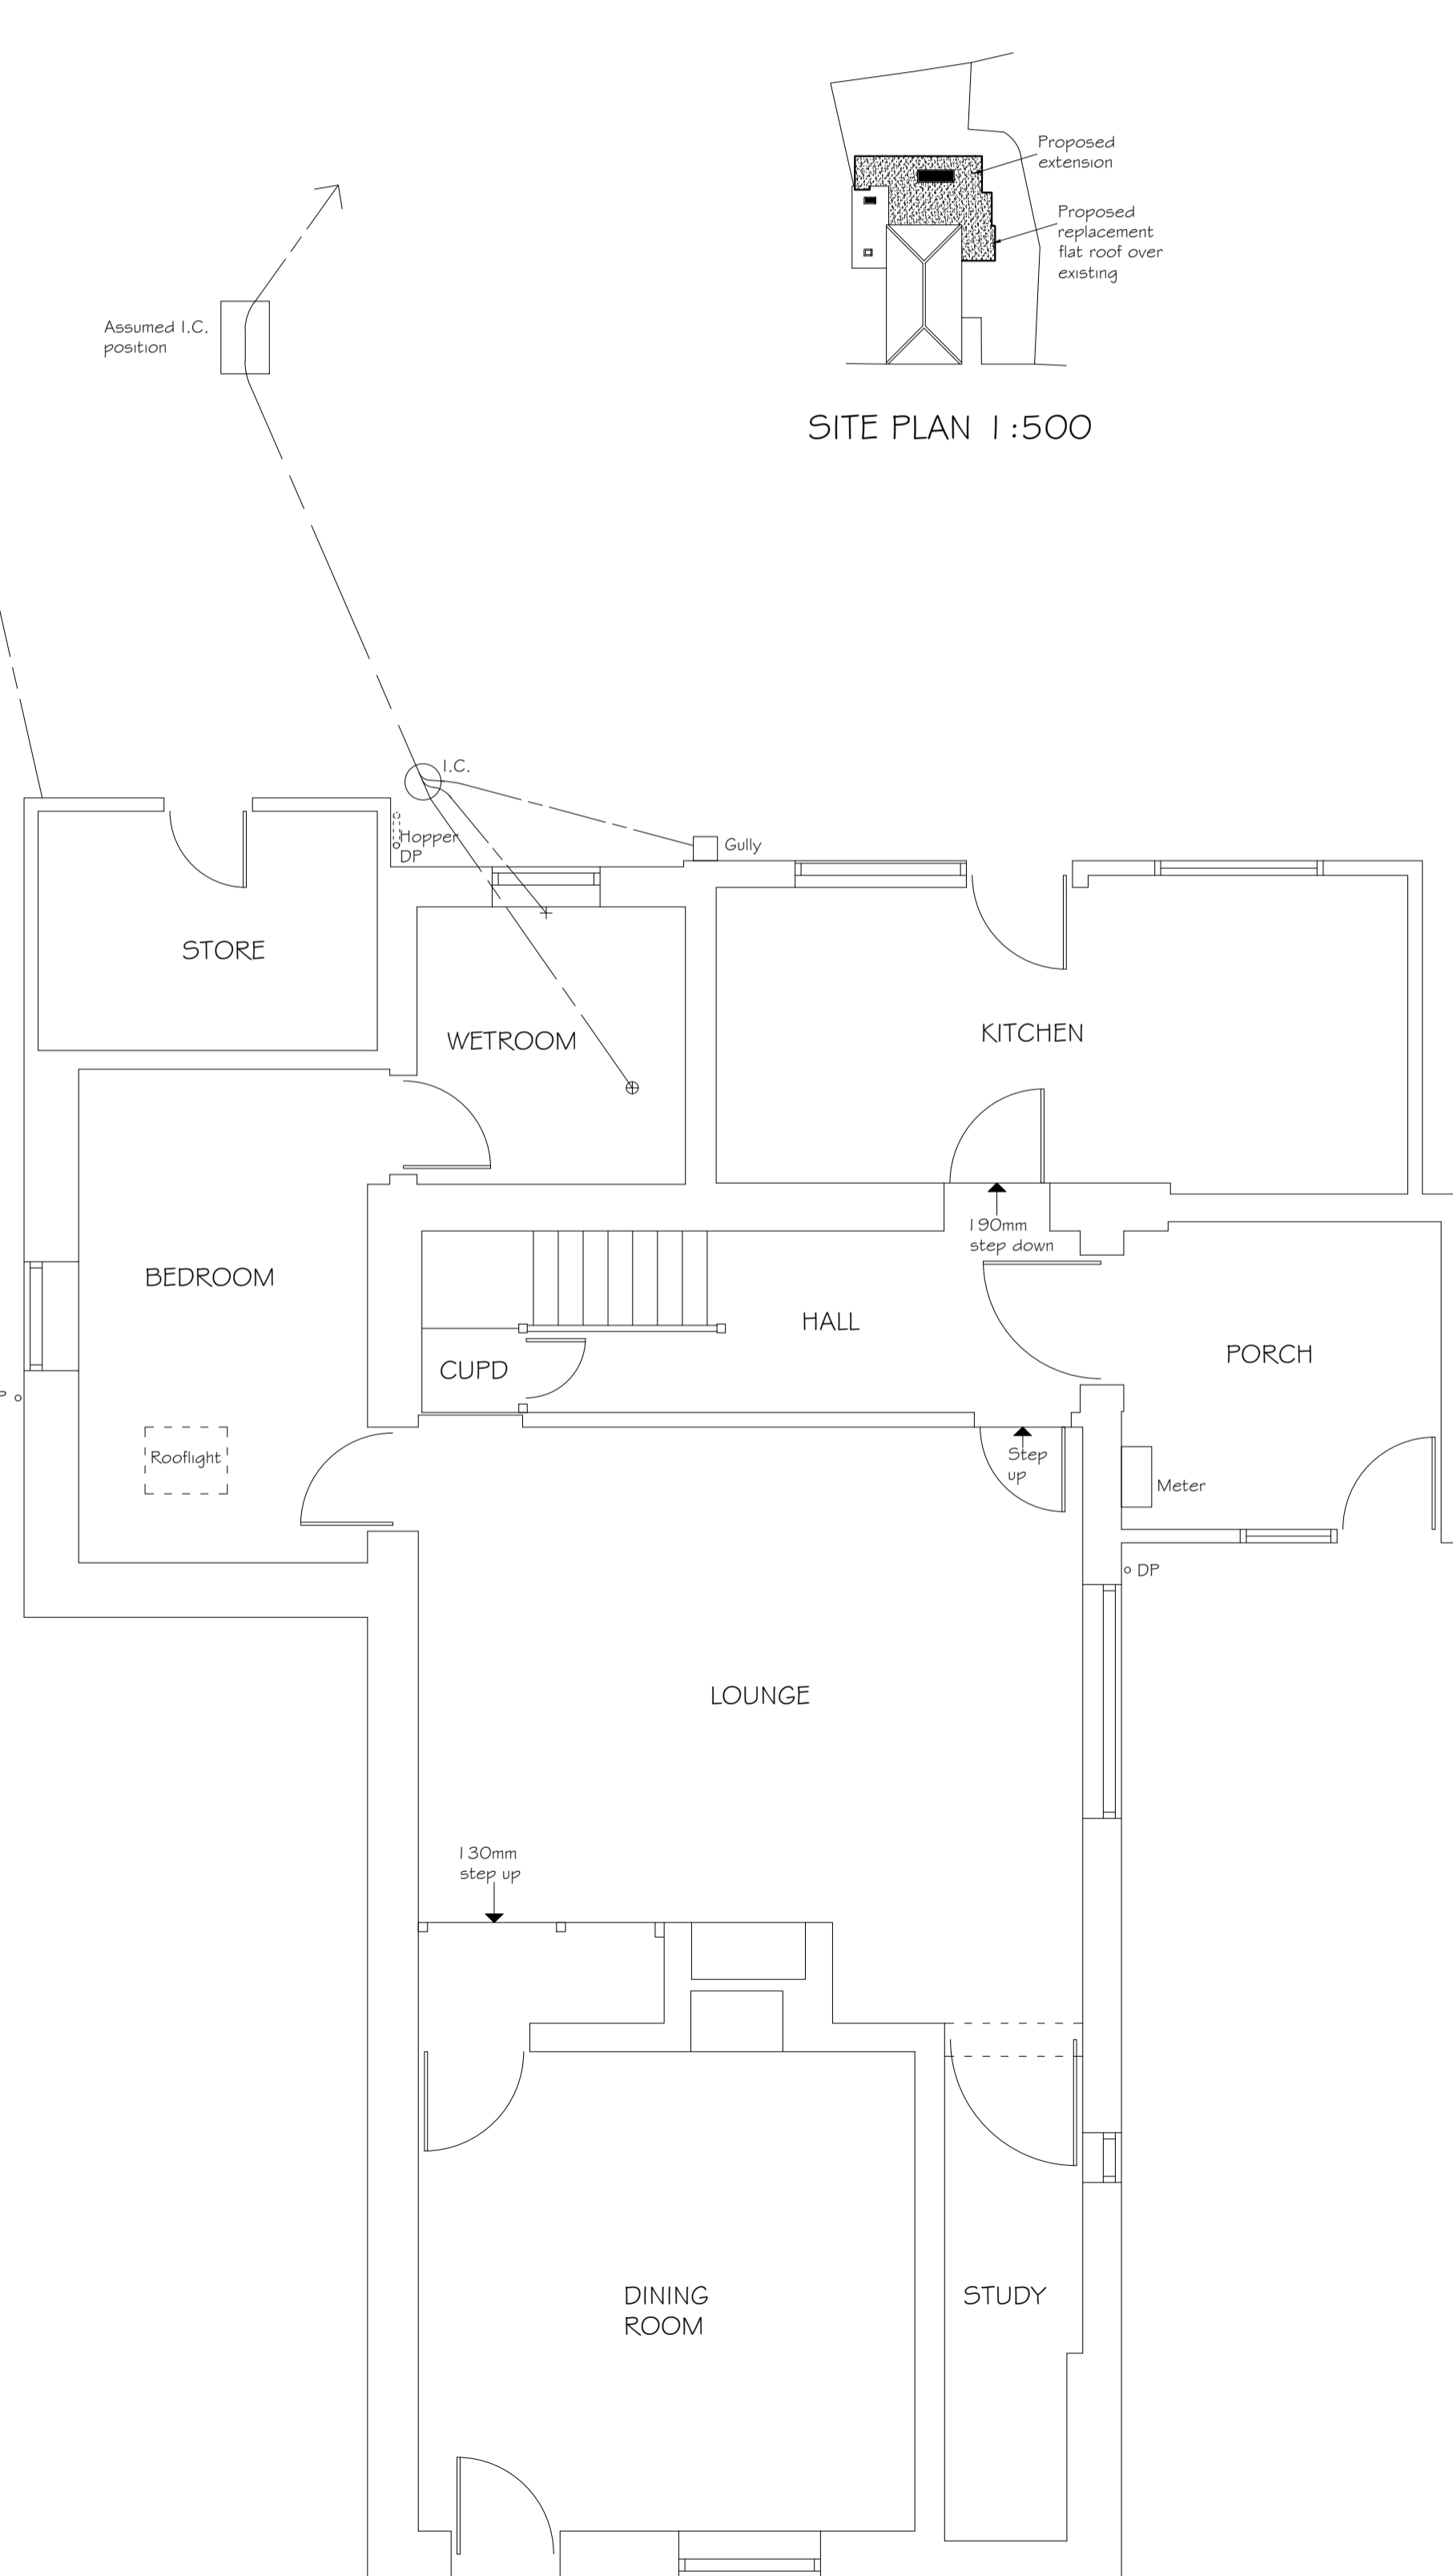 Proposed
extension
Proposed
replacement
flat roof over
existing
Assumed I.C.
position
SITE PLAN 1:500
I.C.
Hopper
DP
Gully
STORE
WETROOM
KITCHEN
190mm
step down
BEDROOM
HALL
PORCH
CUPD
Rooflight
Step
up
Meter
DP
LOUNGE
130mm
step up
DINING
ROOM
STUDY